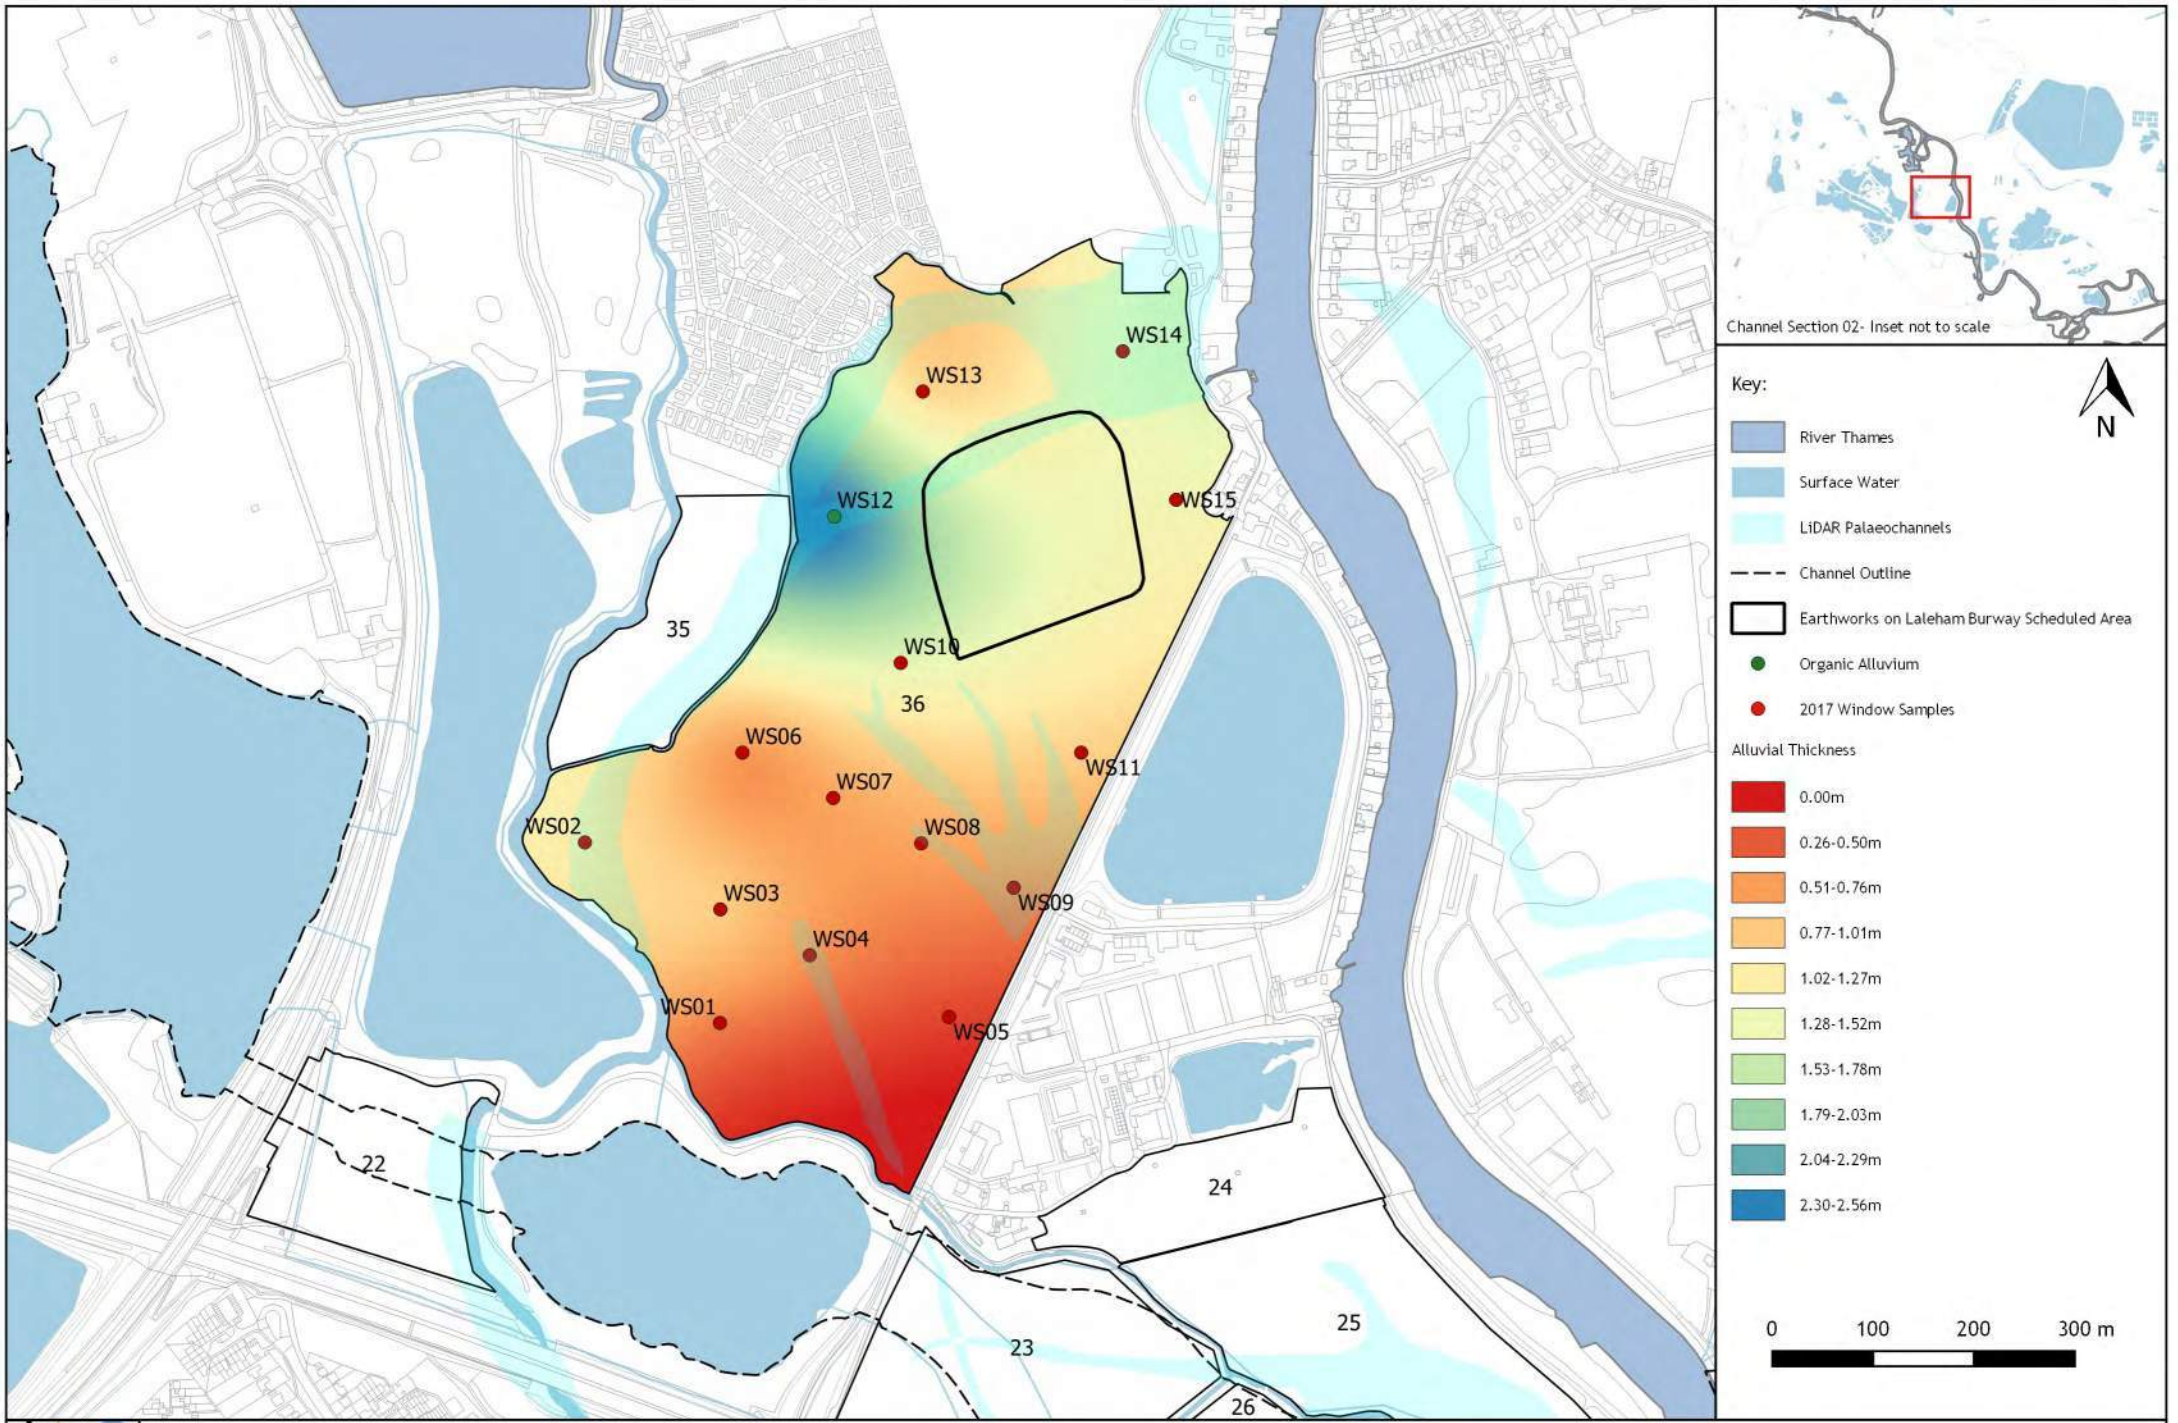 WS14
WS13
WS12
WS15
35
WS10
36
WS06
WS11
WS07
WS02
WS08
WS03
WS09
WS04
WS01
WS05
22
24
25
23
26
Channel Section 02- Inset not to scale
Key:
N
River Thames
Surface Water
LiDAR Palaeochannels
Channel Outline
Earthworks on Laleham Burway Scheduled Area
Organic Alluvium
2017 Window Samples
Alluvial Thickness
0.00m
0.26-0.50m
0.51-0.76m
0.77-1.01m
1.02-1.27m
1.28-1.52m
1.53-1.78m
1.79-2.03m
2.04-2.29m
2.30-2.56m
0 100 200 300 m